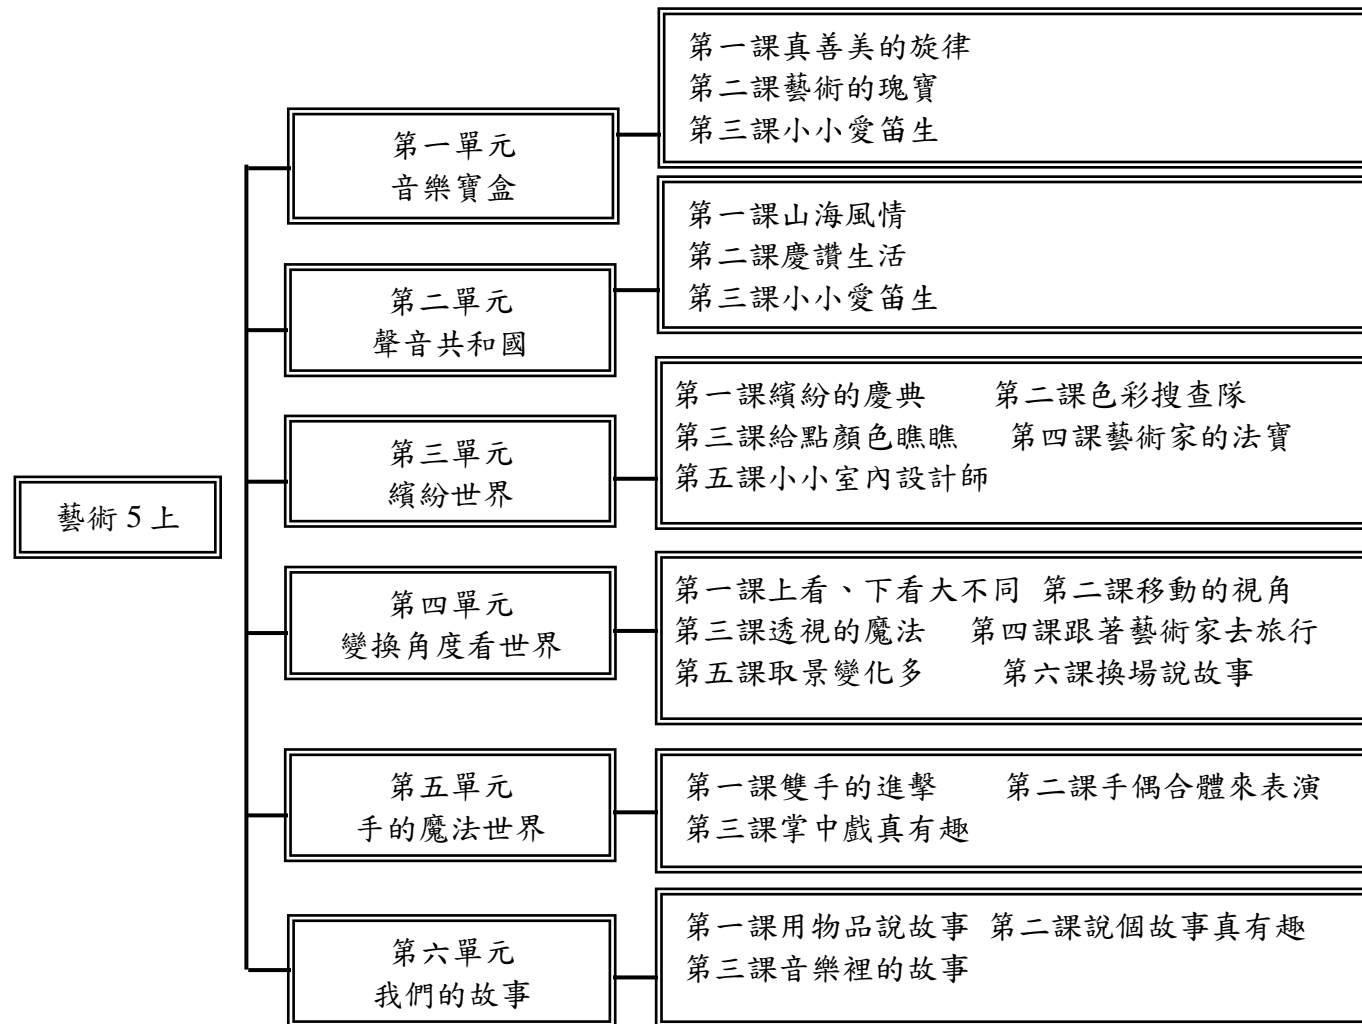 藝術 5 上
第一單元
音樂寶盒
第一課真善美的旋律
第二課藝術的瑰寶
第三課小小愛笛生
第二單元
聲音共和國
第一課山海風情
第二課慶讚生活
第三課小小愛笛生
第三單元
繽紛世界
第一課繽紛的慶典 第二課色彩搜查隊
第三課給點顏色瞧瞧 第四課藝術家的法寶
第五課小小室內設計師
第四單元
變換角度看世界
第一課上看、下看大不同 第二課移動的視角
第三課透視的魔法 第四課跟著藝術家去旅行
第五課取景變化多 第六課換場說故事
第五單元
手的魔法世界
第一課雙手的進擊 第二課手偶合體來表演
第三課掌中戲真有趣
第六單元
我們的故事
第一課用物品說故事 第二課說個故事真有趣
第三課音樂裡的故事